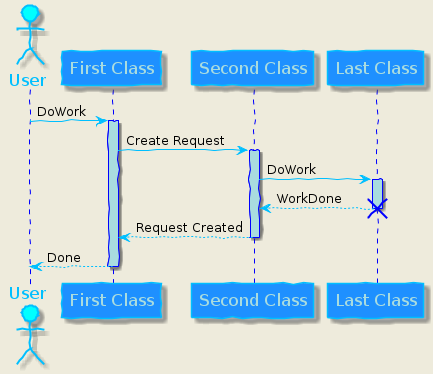 User
First Class
Second Class
Last Class
DoWork
Create Request
DoWork
WorkDone
Request Created
Done
User
First Class
Second Class
Last Class